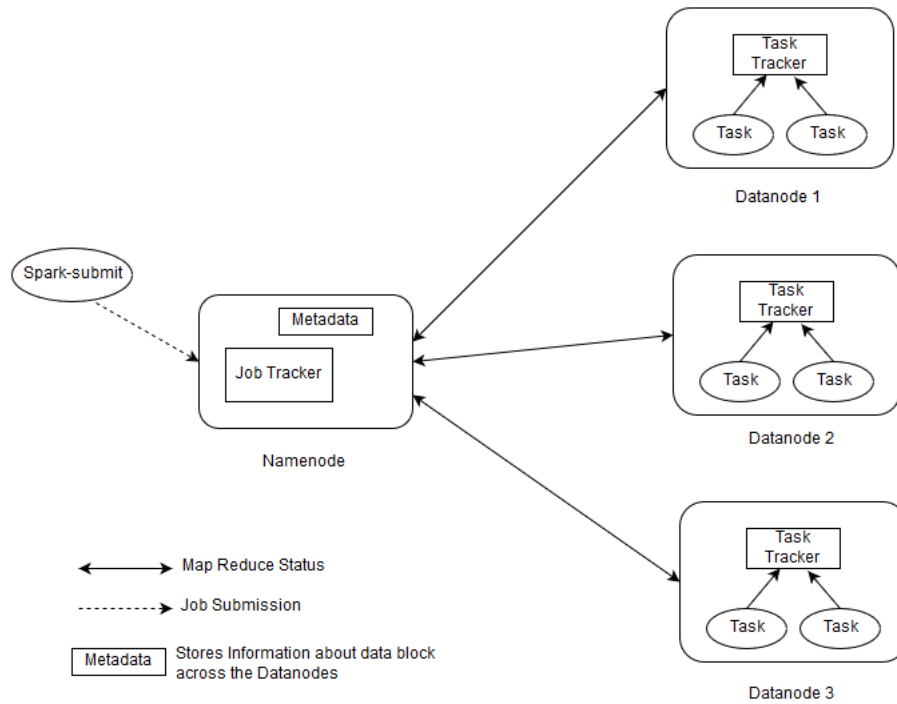 Task
Tracker
Task
Task
Datanode 1
Spark-submit
Metadata
Job Tracker
Namenode
Task
Tracker
Task
Task
Datanode 2
Task
Tracker
Task
Task
Datanode 3
Map Reduce Status
Job Submission
Metadata
Stores Information about data block
across the Datanodes